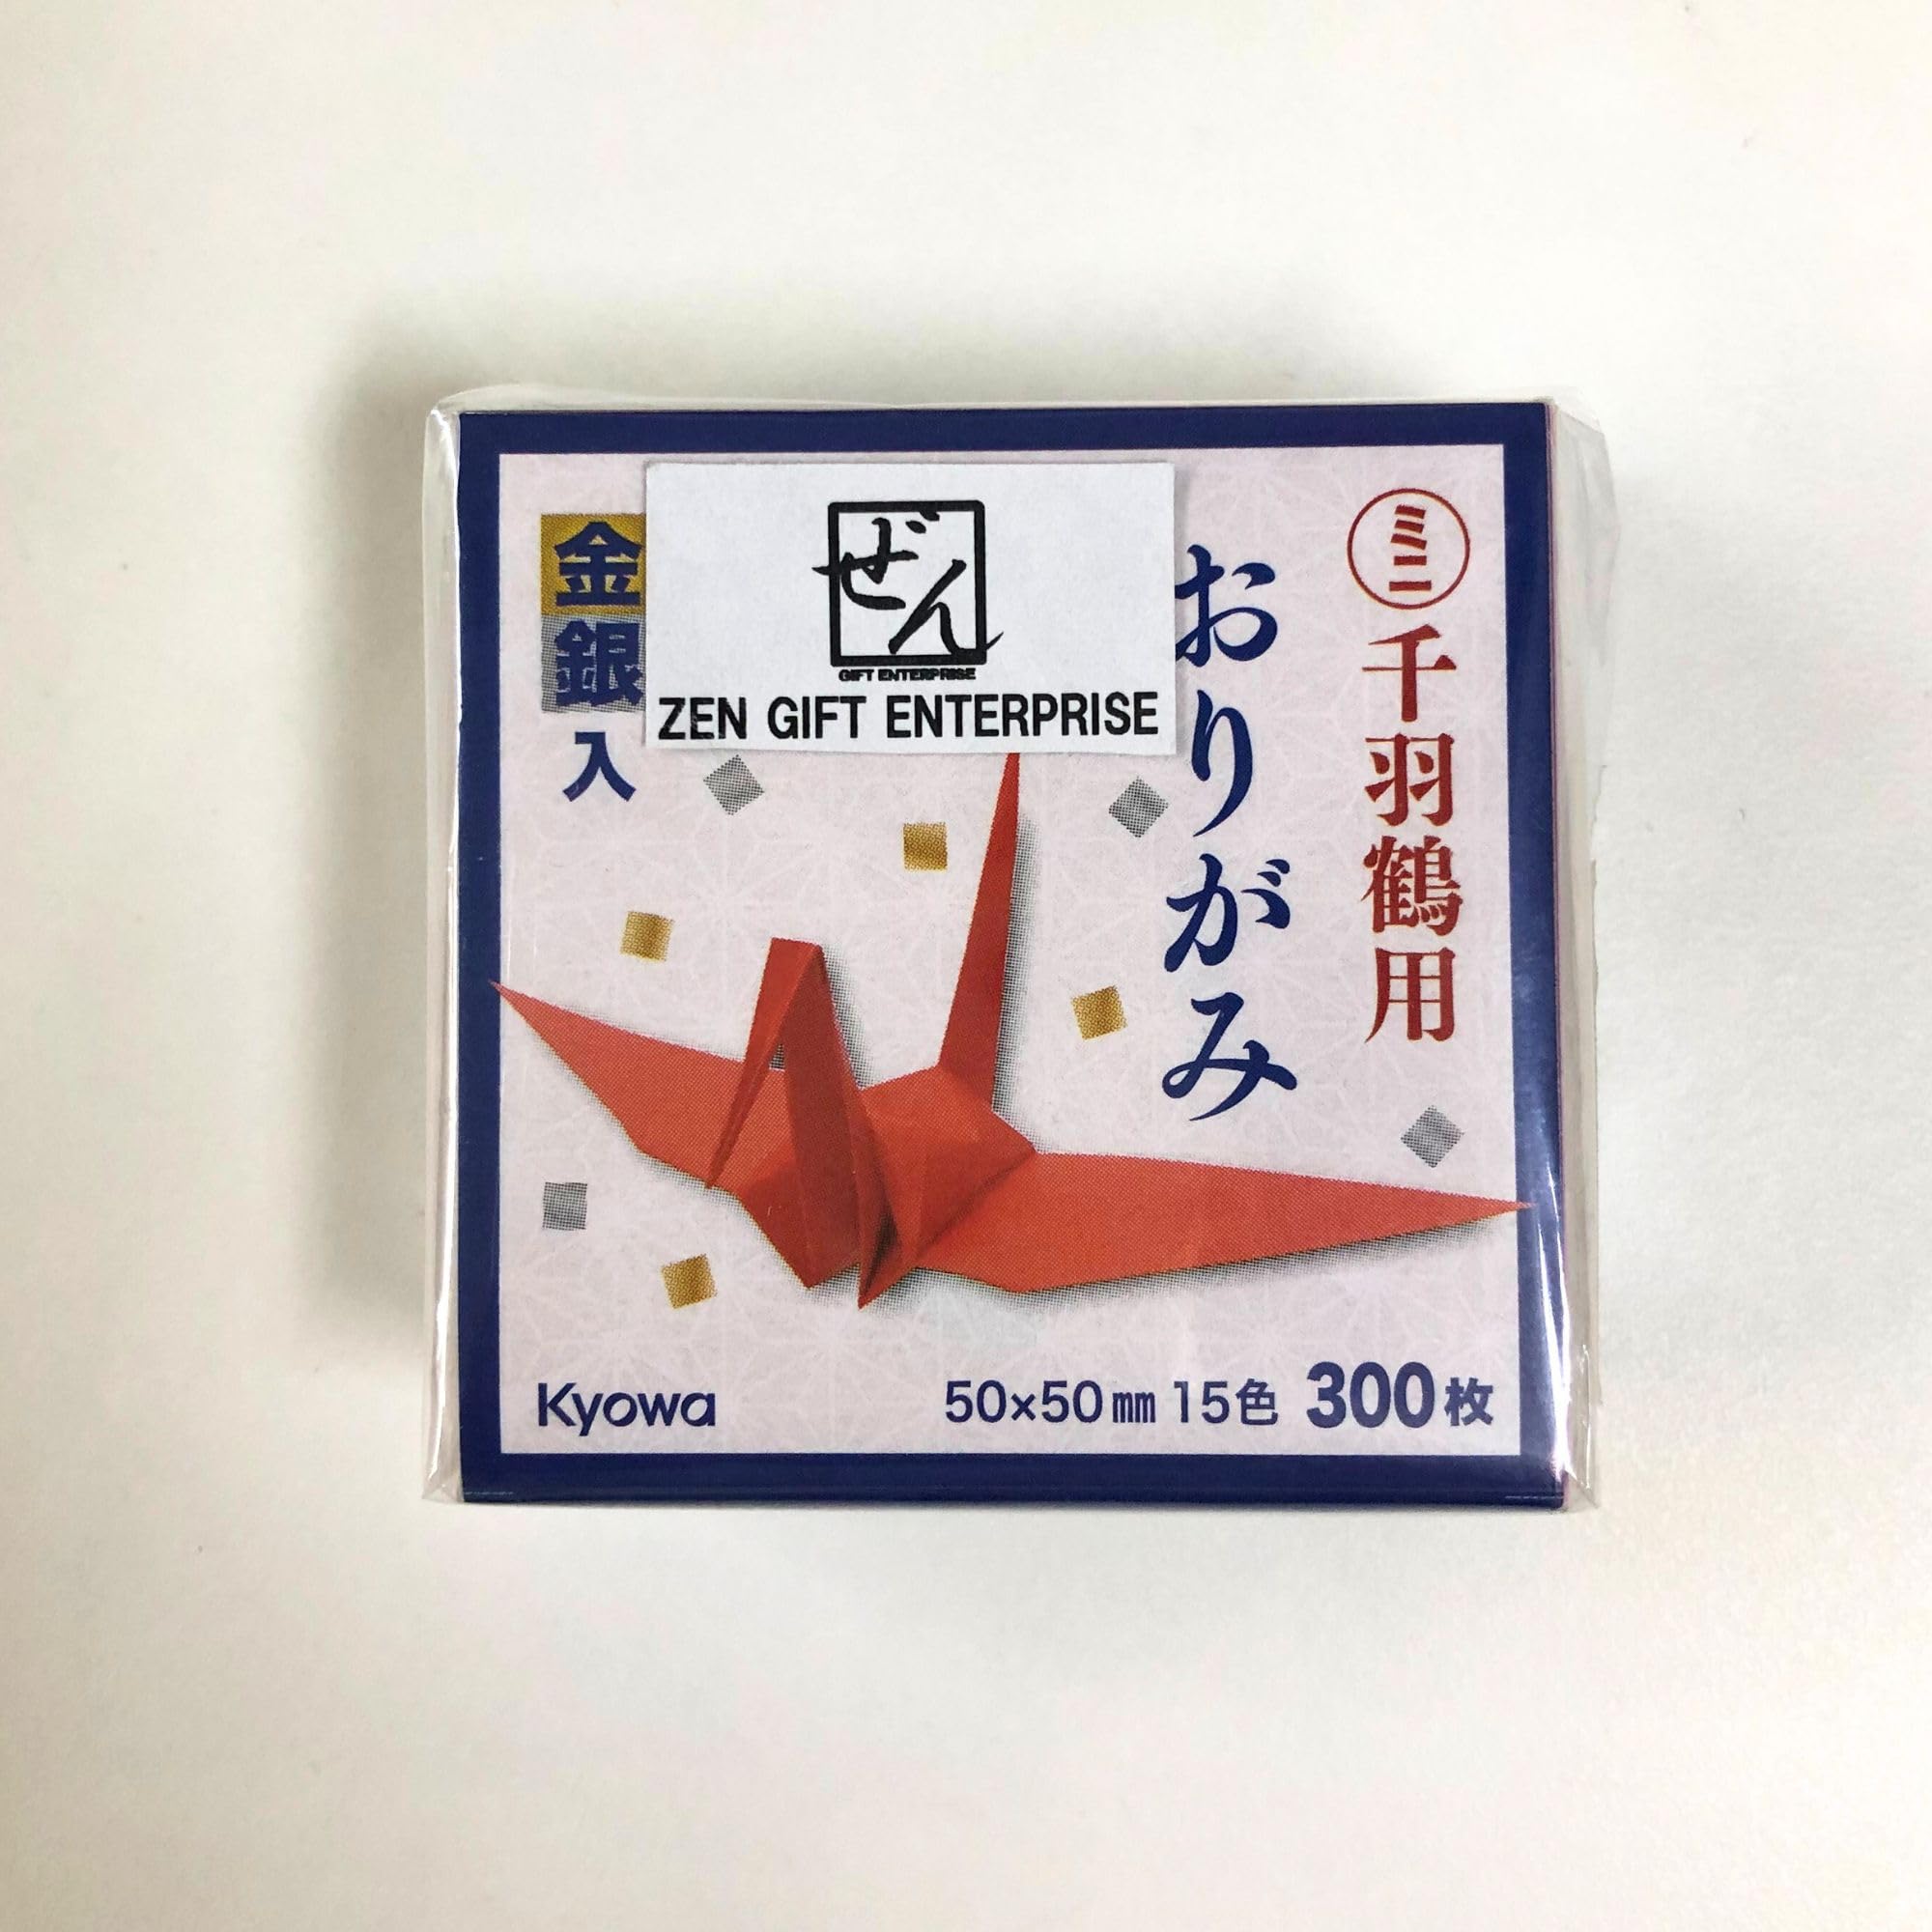 ミニ
千羽鶴用
おりがみ
金
銀
入
ぜん
GIFT ENTERPRISE
ZEN GIFT ENTERPRISE
Kyowa
50×50mm 15色 300枚